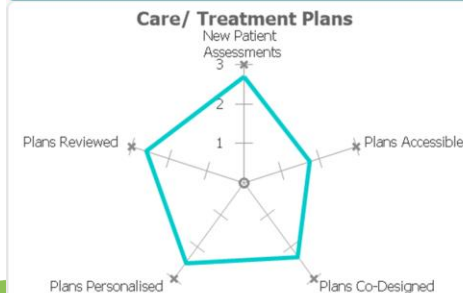 Care/ Treatment Plans
New Patient
Assessments
3
2
1
Plans Reviewed
Plans Accessible
Plans Personalised
Plans Co-Designed